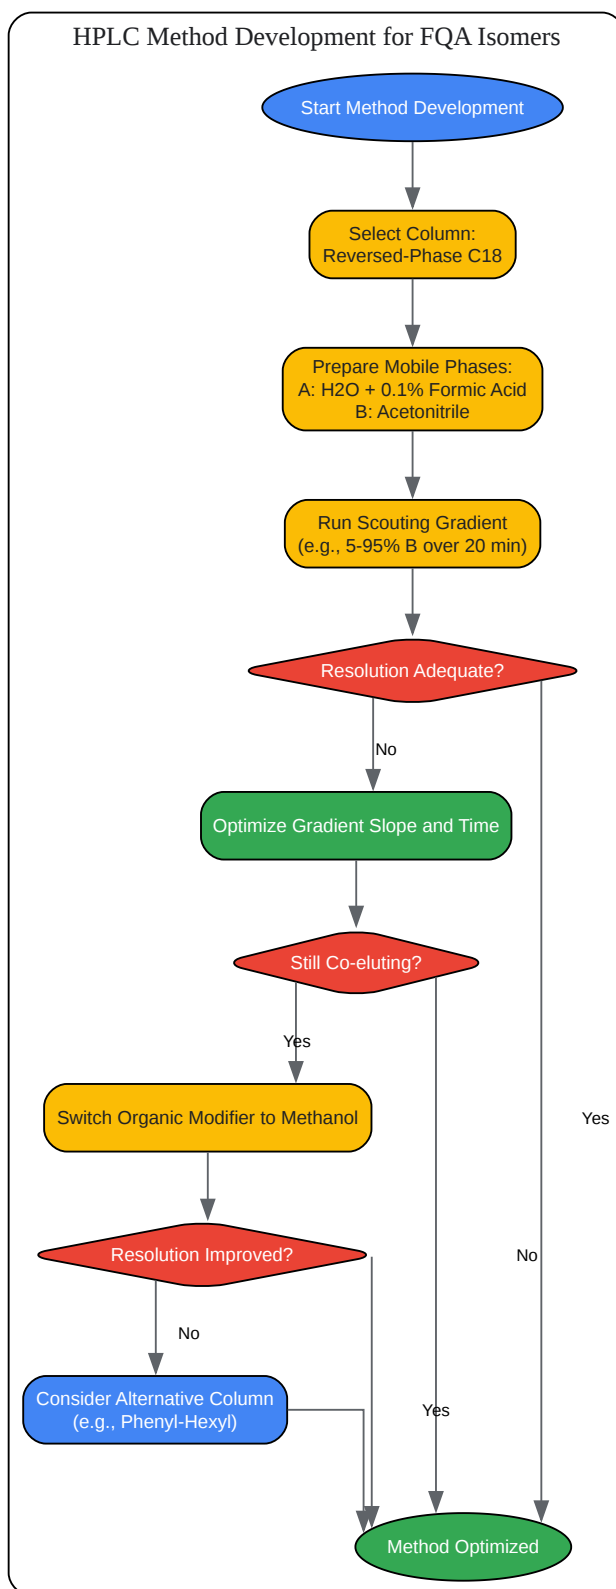 HPLC Method Development for FQA Isomers
Start Method Development
Select Column:
Reversed-Phase C18
Prepare Mobile Phases:
A: H2O + 0.1% Formic Acid
B: Acetonitrile
Run Scouting Gradient
(e.g., 5-95% B over 20 min)
Resolution Adequate?
No
Optimize Gradient Slope and Time
Still Co-eluting?
Yes
Switch Organic Modifier to Methanol
Yes
Resolution Improved?
No
No
Consider Alternative Column
(e.g., Phenyl-Hexyl)
Yes
Method Optimized